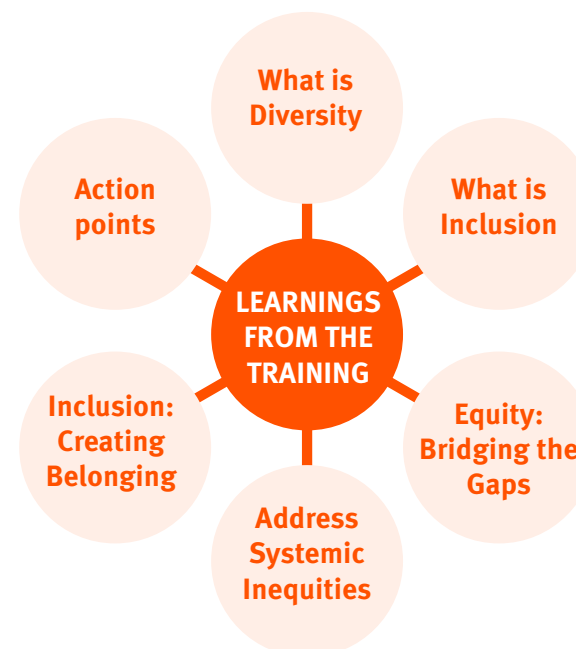 What is
Diversity
What is
Inclusion
Equity:
Bridging the
Gaps
Address
Systemic
Inequities
Inclusion:
Creating
Belonging
Action
points
LEARNINGS
FROM THE
TRAINING